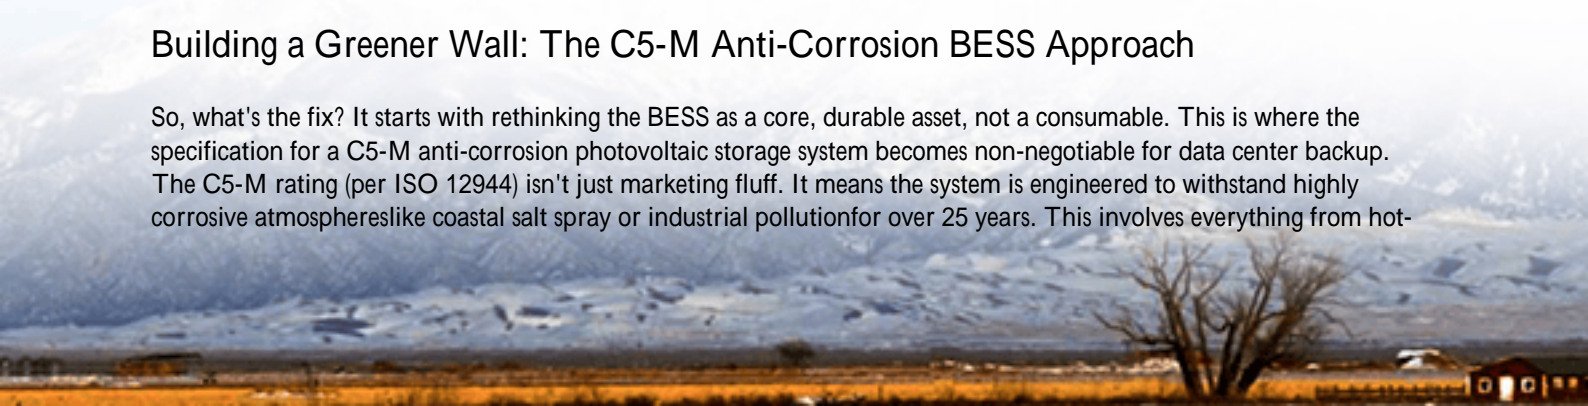 Building a Greener Wall: The C5-M Anti-Corrosion BESS Approach
So, what's the fix? It starts with rethinking the BESS as a core, durable asset, not a consumable. This is where the
specification for a C5-M anti-corrosion photovoltaic storage system becomes non-negotiable for data center backup.
The C5-M rating (per ISO 12944) isn't just marketing fluff. It means the system is engineered to withstand highly
corrosive atmosphereslike coastal salt spray or industrial pollutionfor over 25 years. This involves everything from hot-